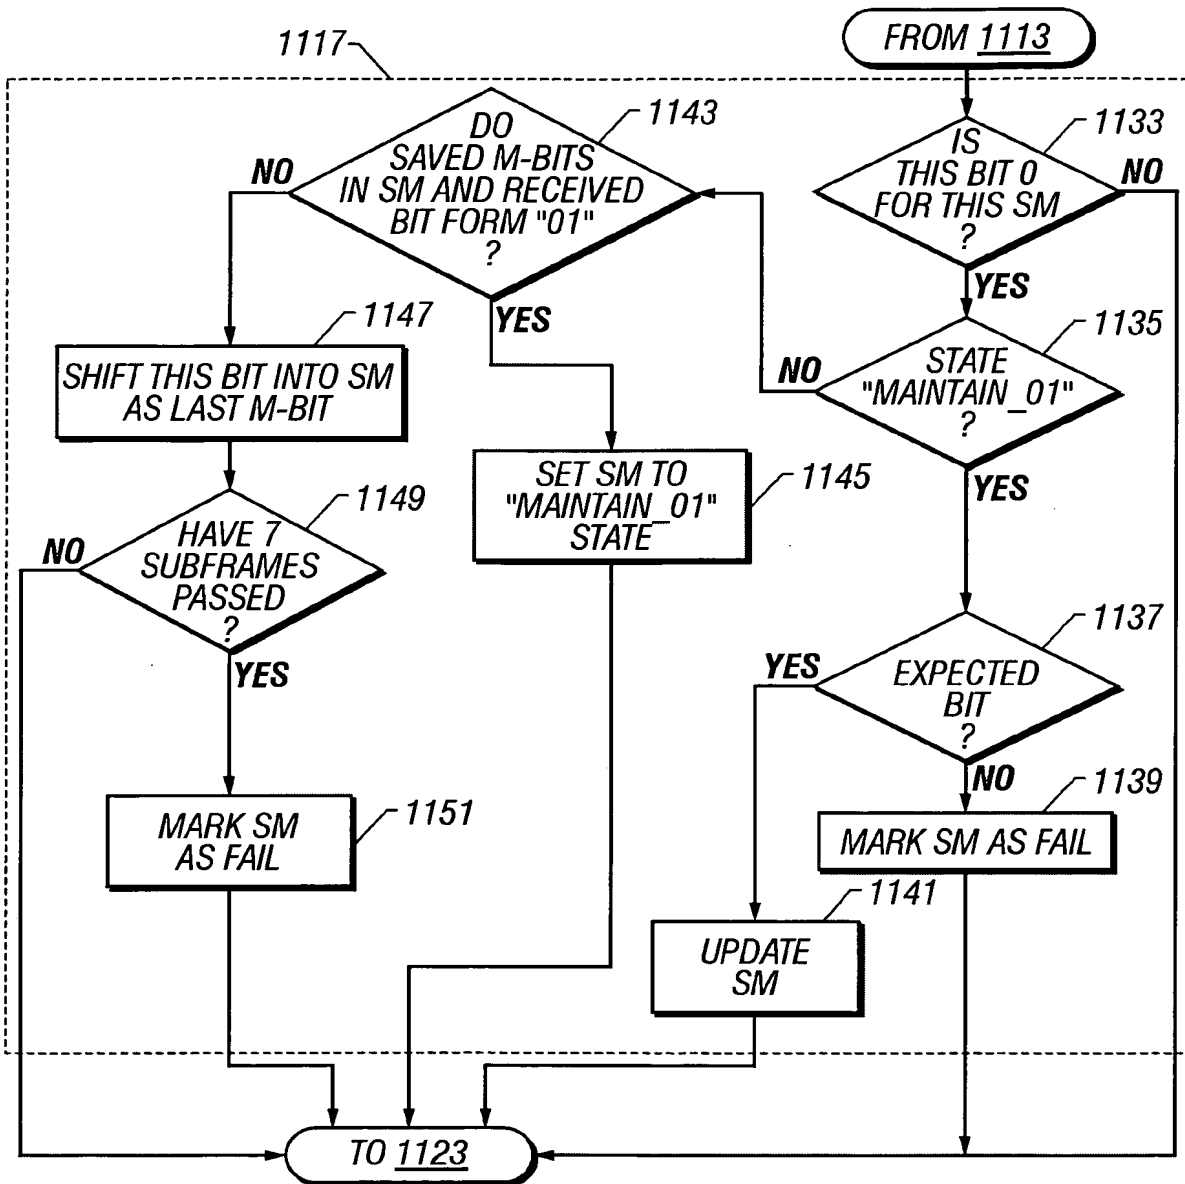 FROM 1113
1117
1133
IS
THIS BIT 0
FOR THIS SM
?
NO
YES
1135
STATE
"MAINTAIN_01"
?
NO
YES
1143
DO
SAVED M-BITS
IN SM AND RECEIVED
BIT FORM "01"
?
NO
YES
1147
SHIFT THIS BIT INTO SM
AS LAST M-BIT
1145
SET SM TO
"MAINTAIN_01"
STATE
1149
HAVE 7
SUBFRAMES
PASSED
?
NO
YES
1137
EXPECTED
BIT
?
YES
NO
1151
MARK SM
AS FAIL
1139
MARK SM AS FAIL
1141
UPDATE
SM
TO 1123